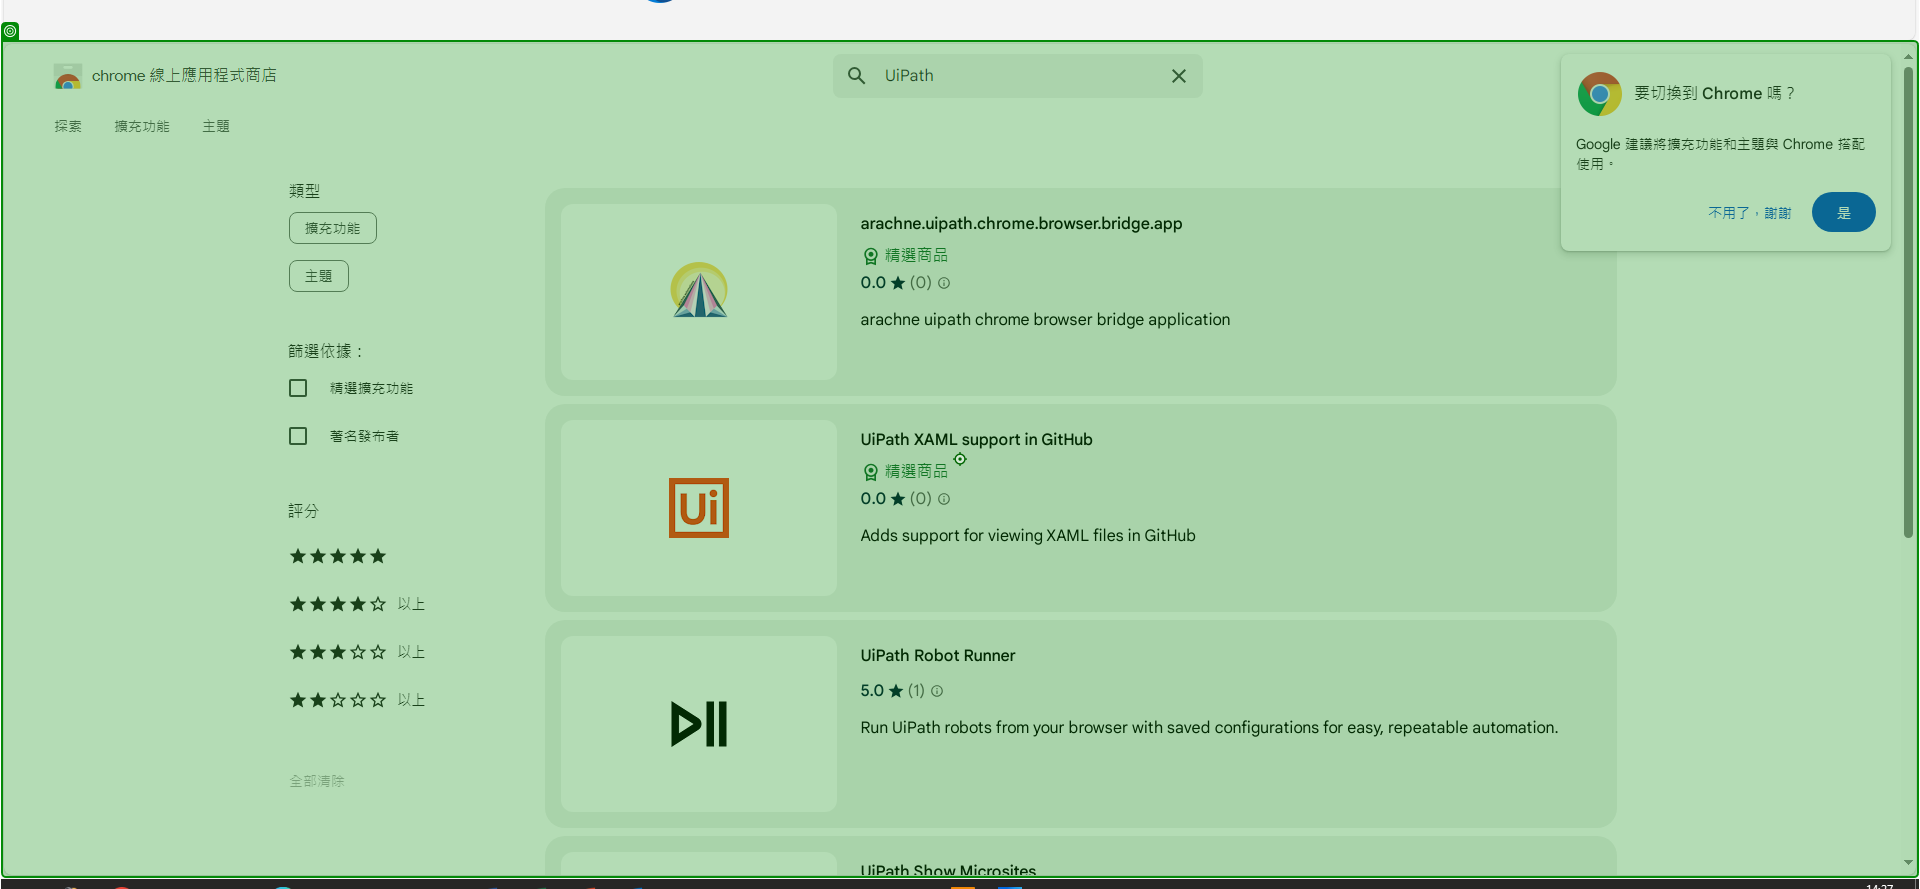 chrome 線上應用程式商店
UiPath
探索
擴充功能
主題
要切換到 Chrome 嗎？
Google 建議將擴充功能和主題與 Chrome 搭配
使用。
不用了，謝謝
是
類型
擴充功能
主題
篩選依據：
精選擴充功能
著名發布者
評分
以上
以上
以上
全部清除
arachne.uipath.chrome.browser.bridge.app
精選商品
0.0 ★ (0)
arachne uipath chrome browser bridge application
Ui
UiPath XAML support in GitHub
精選商品
0.0 ★ (0)
Adds support for viewing XAML files in GitHub
UiPath Robot Runner
5.0 ★ (1)
Run UiPath robots from your browser with saved configurations for easy, repeatable automation.
UiPath Show Microsites